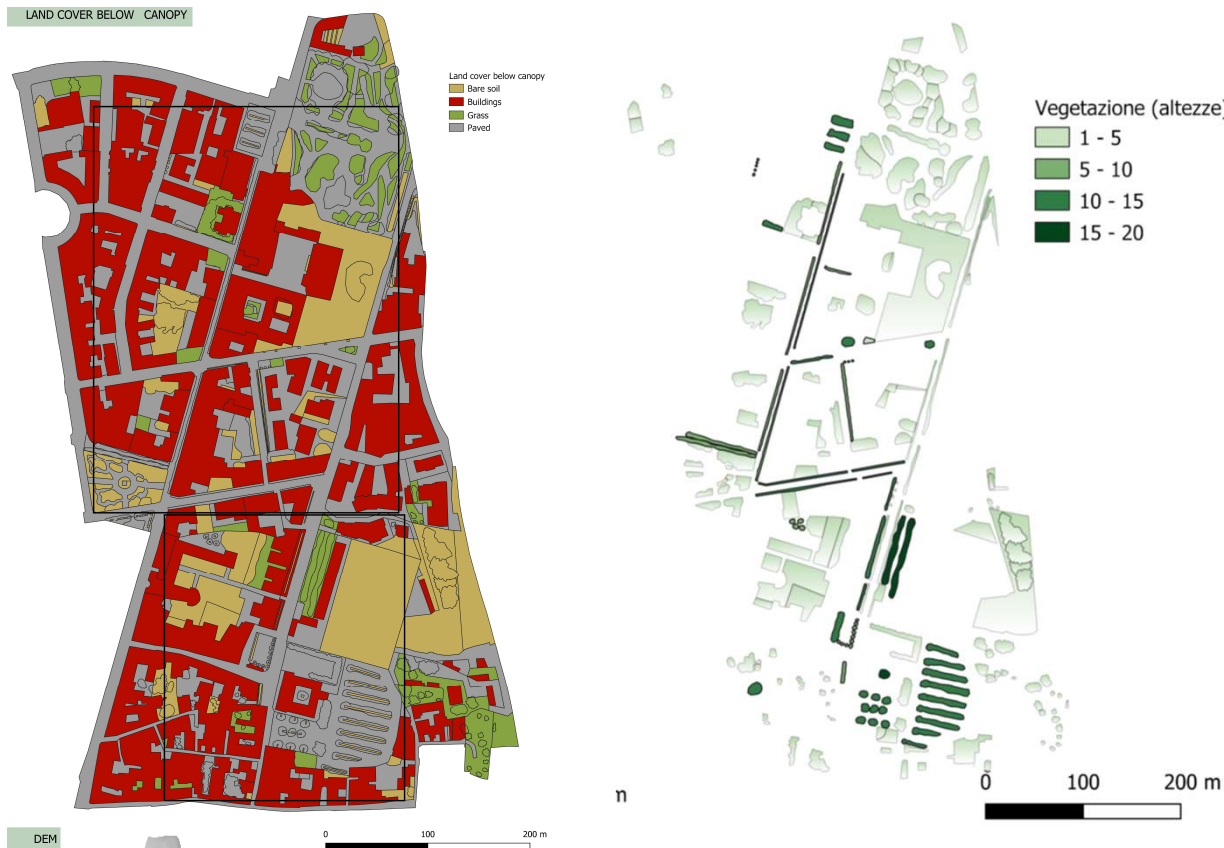 LAND COVER BELOW CANOPY
Land cover below canopy
Bare soil
Buildings
Grass
Paved
Vegetazione (altezze)
1 - 5
5 - 10
10 - 15
15 - 20
n
0 100 200 m
DEM
0 100 200 m